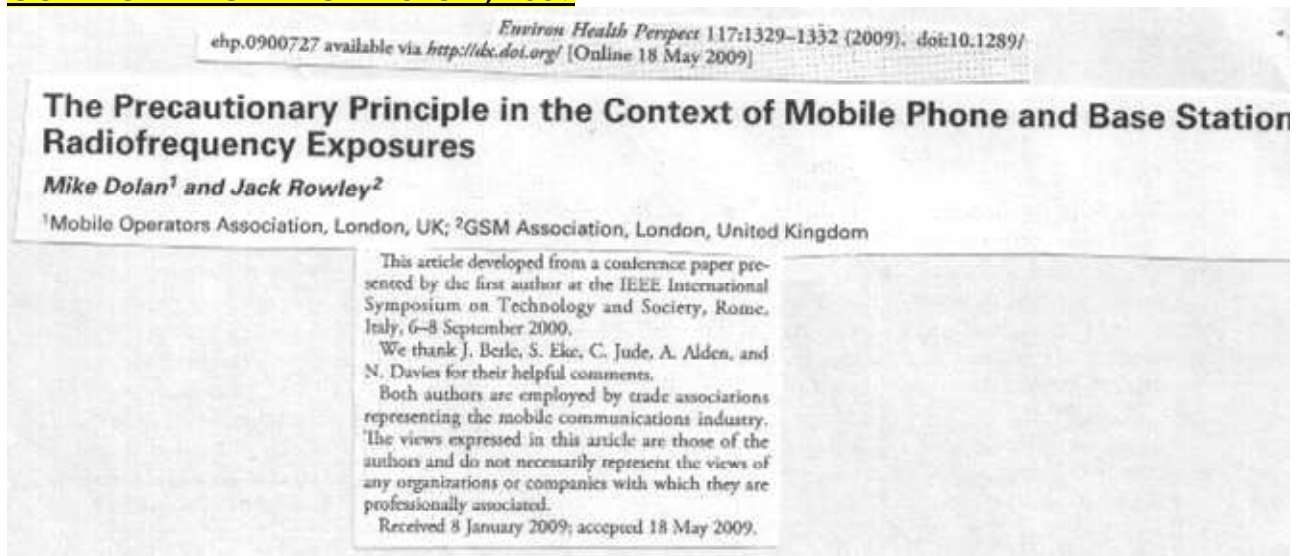 Environ Health Perspect 117:1329–1332 (2009). doi:10.1289/
ehp.0900727 available via http://dx.doi.org/ [Online 18 May 2009]
The Precautionary Principle in the Context of Mobile Phone and Base Station
Radiofrequency Exposures
Mike Dolan¹ and Jack Rowley²
¹Mobile Operators Association, London, UK; ²GSM Association, London, United Kingdom
This article developed from a conference paper pre-
sented by the first author at the IEEE International
Symposium on Technology and Society, Rome,
Italy, 6–8 September 2000.
We thank J. Berle, S. Eke, C. Jude, A. Alden, and
N. Davies for their helpful comments.
Both authors are employed by trade associations
representing the mobile communications industry.
The views expressed in this article are those of the
authors and do not necessarily represent the views of
any organizations or companies with which they are
professionally associated.
Received 8 January 2009; accepted 18 May 2009.